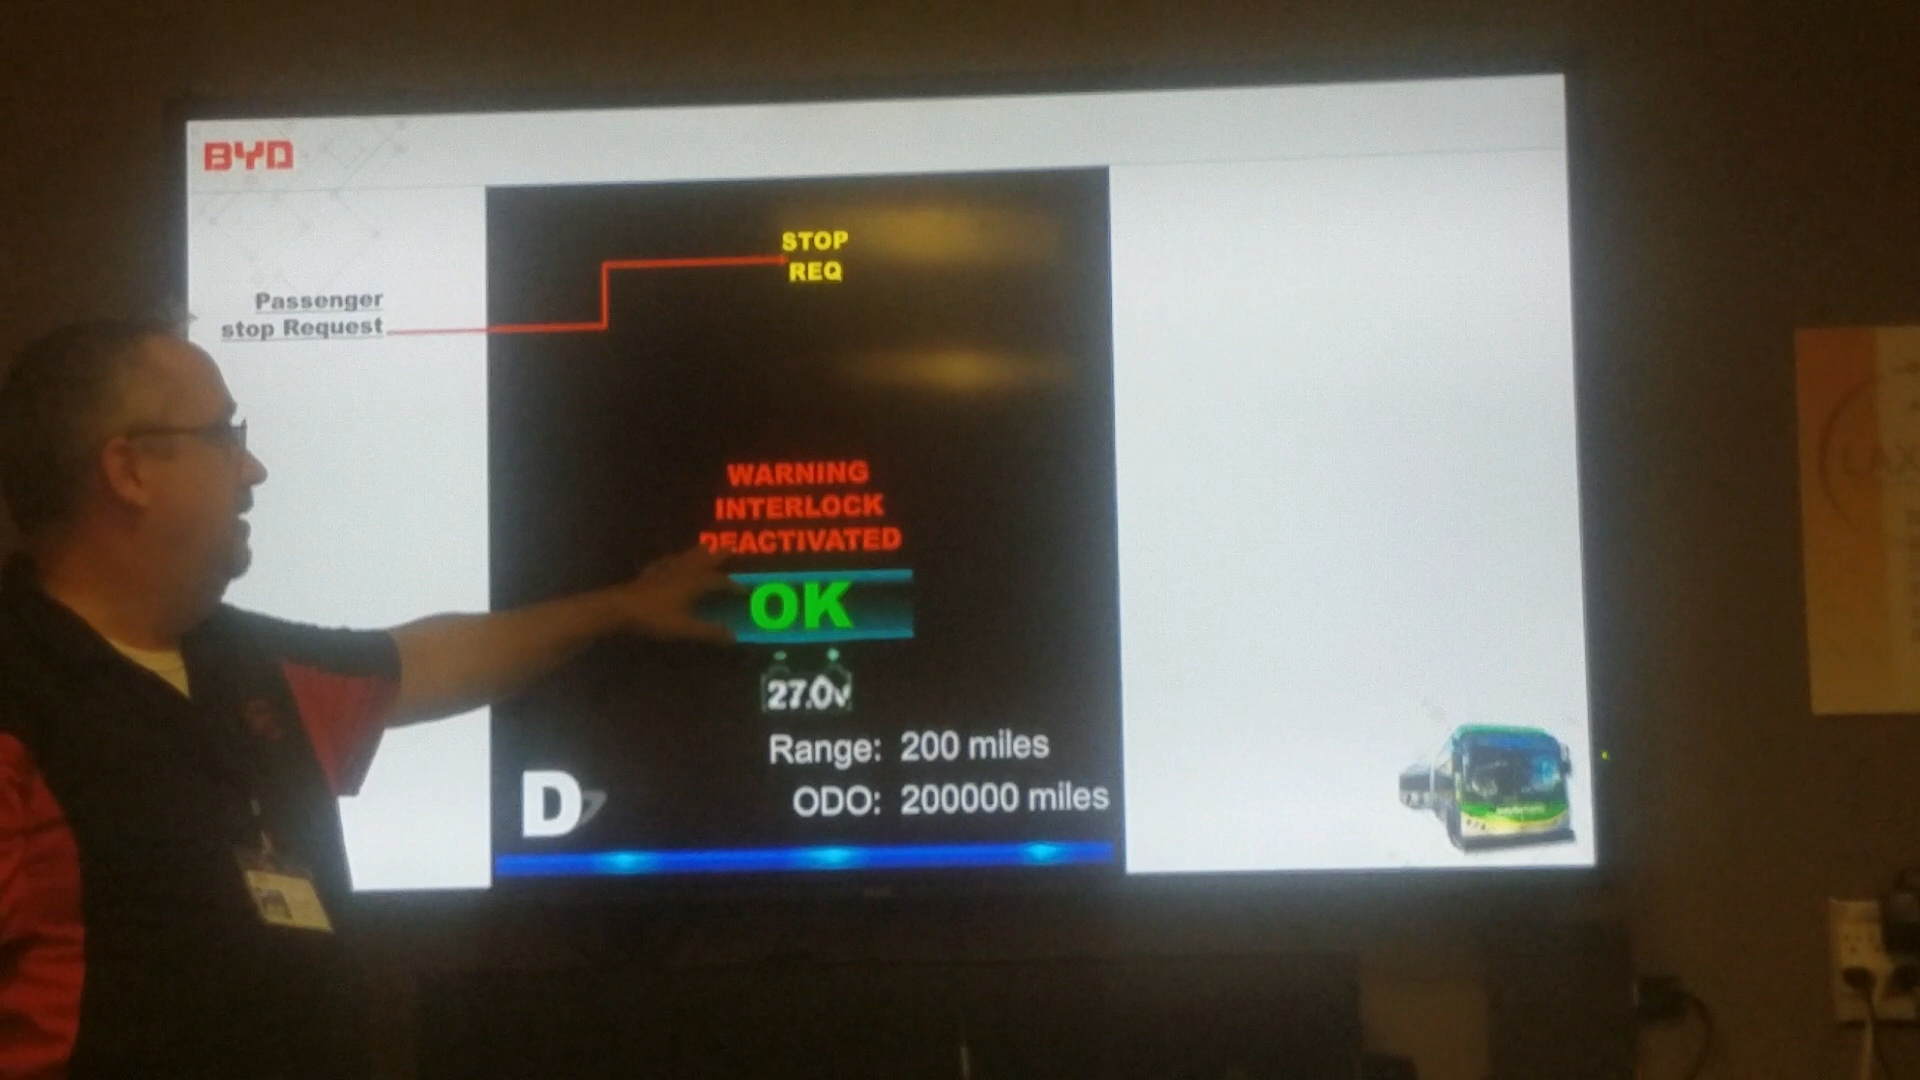 BYD
STOP
REQ
Passenger
stop Request
WARNING
INTERLOCK
DEACTIVATED
OK
27.0v
Range: 200 miles
D
ODO: 200000 miles